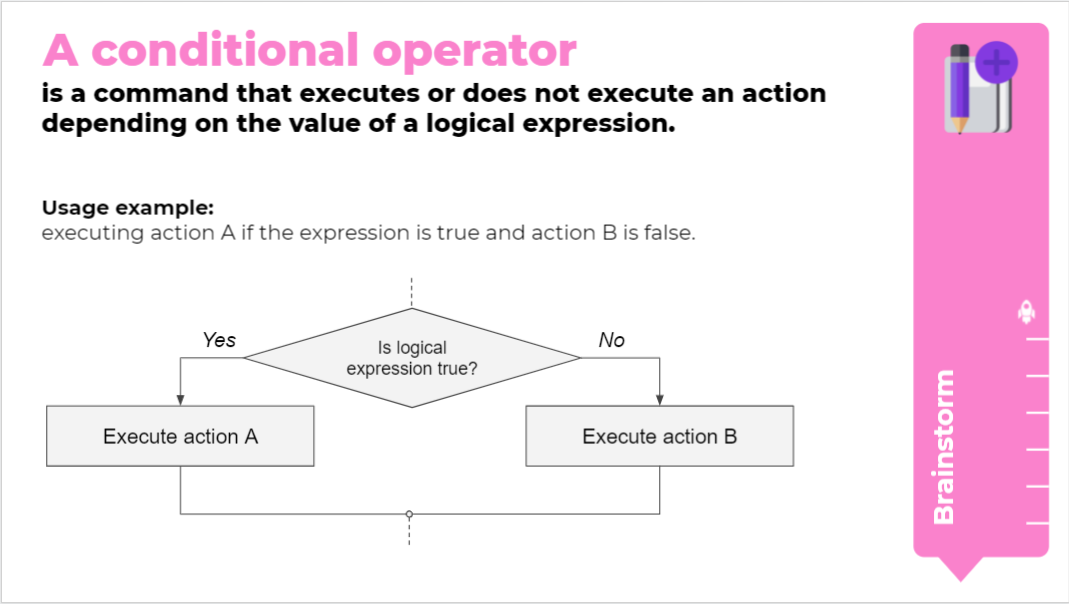 A conditional operator
is a command that executes or does not execute an action
depending on the value of a logical expression.
Usage example:
executing action A if the expression is true and action B is false.
Is logical
expression true?
Yes
No
Execute action A
Execute action B
Brainstorm